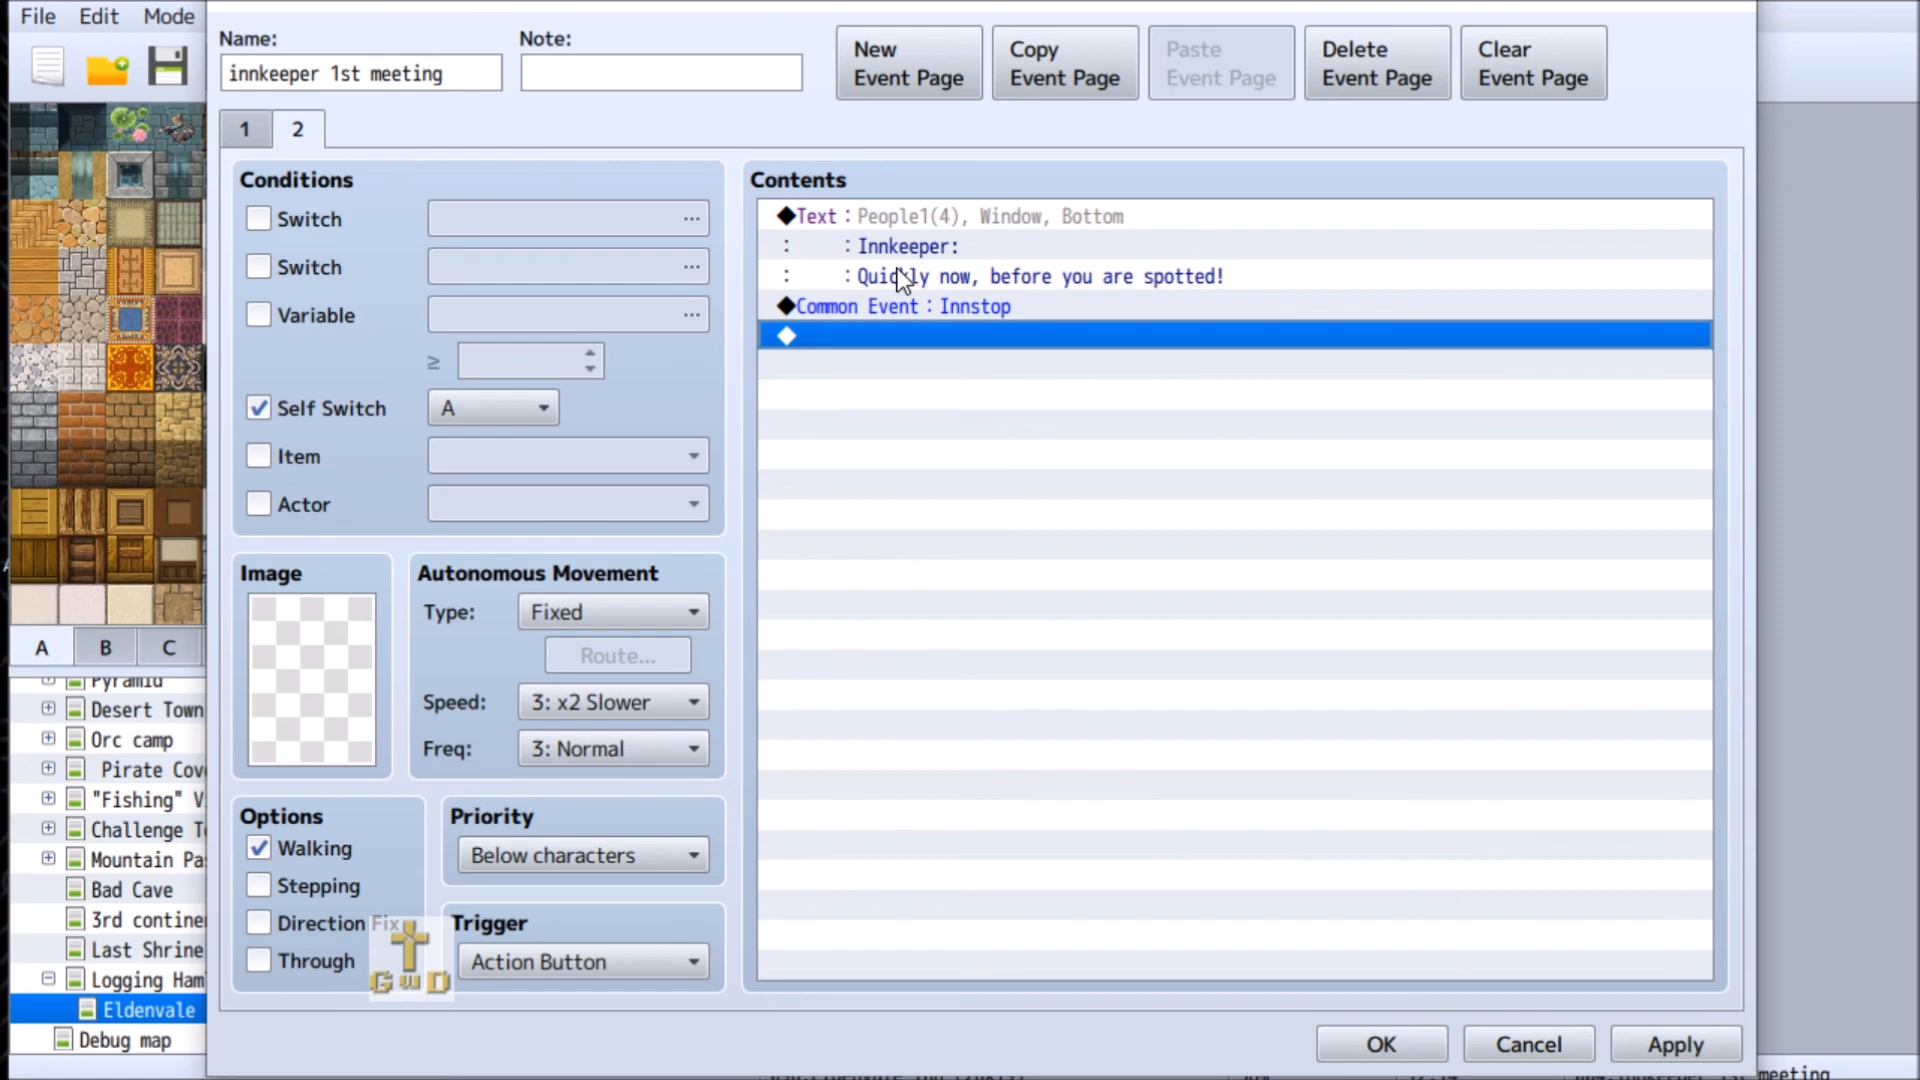 File Edit Mode
Name:
innkeeper 1st meeting
Note:
New
Event Page
Copy
Event Page
Paste
Event Page
Delete
Event Page
Clear
Event Page
1 2
Conditions
Switch ...
Switch ...
Variable ...
≥
Self Switch A
Item
Actor
Image
Autonomous Movement
Type: Fixed
Route...
Speed: 3: x2 Slower
Freq: 3: Normal
Options
Walking
Stepping
Direction Fix
Through
Priority
Below characters
Trigger
Action Button
GwD
Contents
◆Text : People1(4), Window, Bottom
: : Innkeeper:
: : Quickly now, before you are spotted!
◆Common Event : Innstop
◆
A B C
Pyramid
Desert Town
Orc camp
Pirate Cov
"Fishing" V
Challenge T
Mountain Pa
Bad Cave
3rd contine
Last Shrine
Logging Ham
Eldenvale
Debug map
OK Cancel Apply
meeting